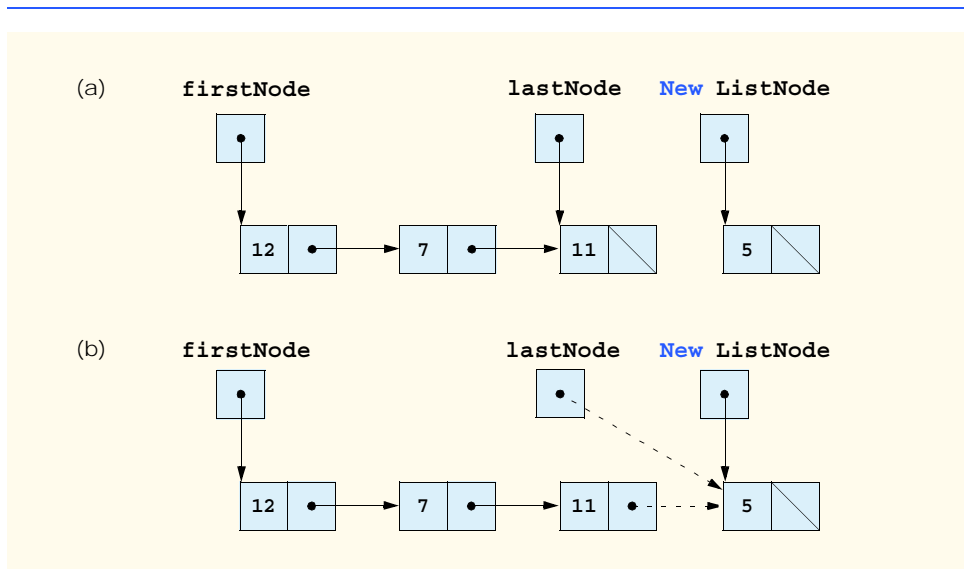 (a) firstNode lastNode New ListNode
12 7 11 5
(b) firstNode lastNode New ListNode
12 7 11 5